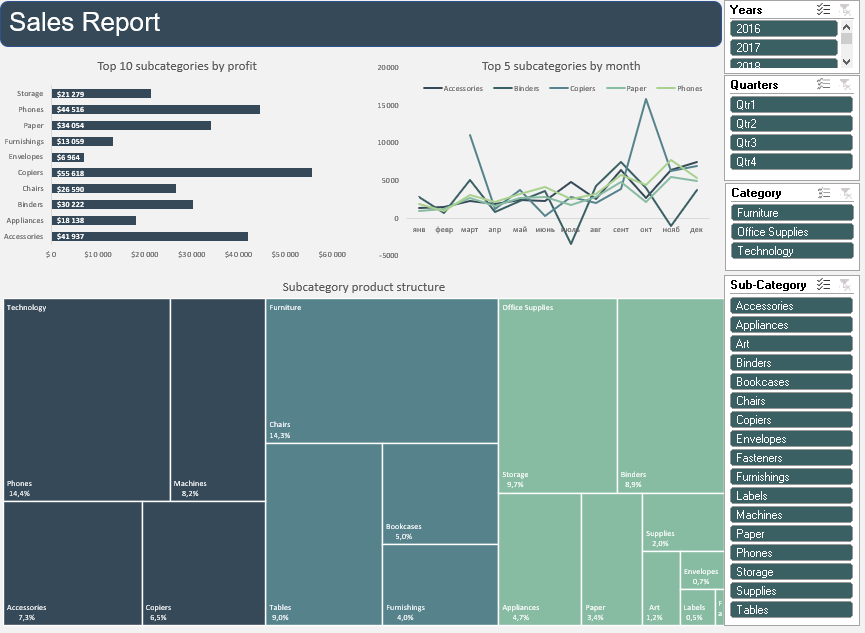 Sales Report
Top 10 subcategories by profit
Storage $21 279
Phones $44 516
Paper $34 054
Furnishings $13 059
Envelopes $6 964
Copiers $55 618
Chairs $26 590
Binders $30 222
Appliances $18 138
Accessories $41 937
$ 0 $10 000 $20 000 $30 000 $40 000 $50 000 $60 000
Top 5 subcategories by month
Accessories Binders Copiers Paper Phones
20000
15000
10000
5000
0
-5000
янв февр март апр май июнь июль авг сент окт нояб дек
Subcategory product structure
Technology
Phones
14,4%
Machines
8,2%
Accessories
7,3%
Copiers
6,5%
Furniture
Chairs
14,3%
Tables
9,0%
Bookcases
5,0%
Furnishings
4,0%
Office Supplies
Storage
9,7%
Binders
8,9%
Appliances
4,7%
Paper
3,4%
Supplies
2,0%
Art
1,2%
Envelopes
0,7%
Labels
0,5%
F
a
Years
2016
2017
2018
Quarters
Qtr1
Qtr2
Qtr3
Qtr4
Category
Furniture
Office Supplies
Technology
Sub-Category
Accessories
Appliances
Art
Binders
Bookcases
Chairs
Copiers
Envelopes
Fasteners
Furnishings
Labels
Machines
Paper
Phones
Storage
Supplies
Tables